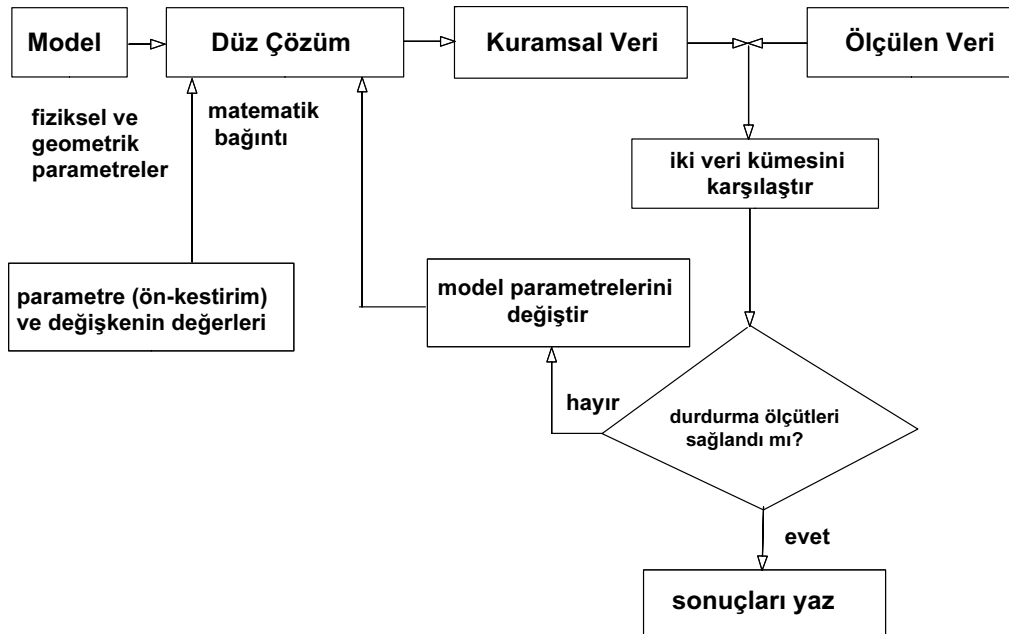 Model
Düz Çözüm
Kuramsal Veri
Ölçülen Veri
fiziksel ve
geometrik
parametreler
matematik
bağıntı
iki veri kümesini
karşılaştır
parametre (ön-kestirim)
ve değişkenin değerleri
model parametrelerini
değiştir
hayır
durdurma ölçütleri
sağlandı mı?
evet
sonuçları yaz